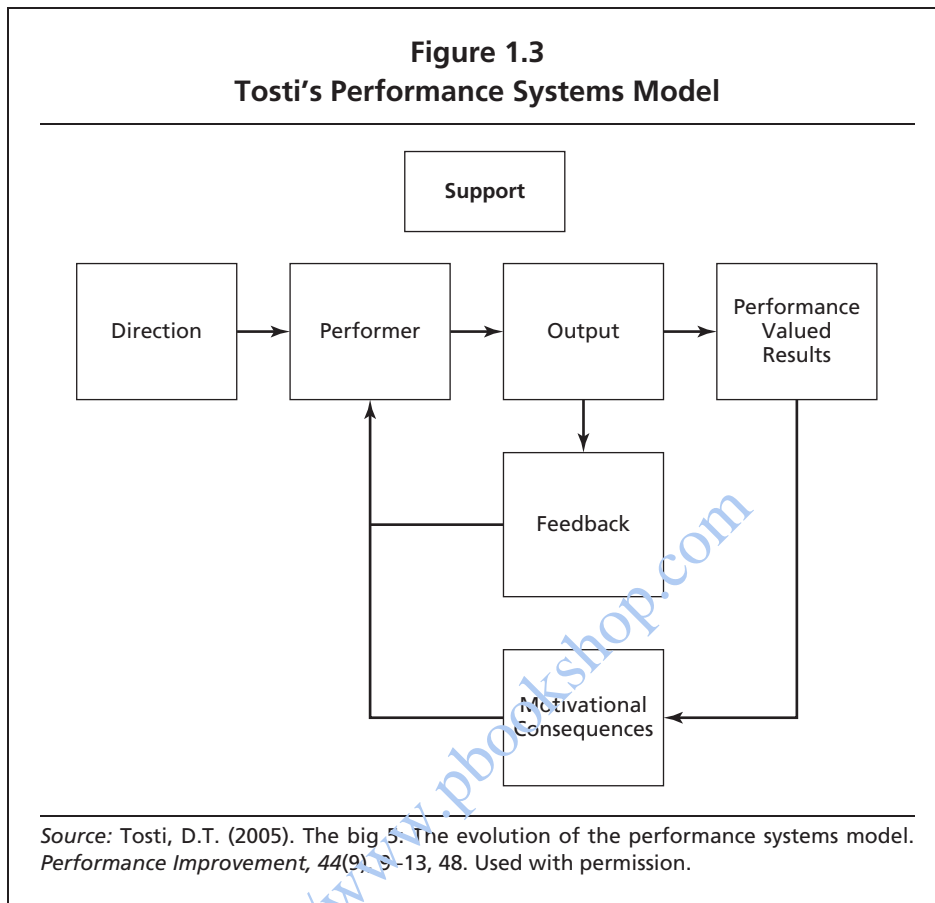 Figure 1.3
Tosti’s Performance Systems Model
Support
Direction
Performer
Output
Performance
Valued
Results
Feedback
Motivational
Consequences
Source: Tosti, D.T. (2005). The big 5: The evolution of the performance systems model.
Performance Improvement, 44(9), 9–13, 48. Used with permission.
//www.pbookshop.com